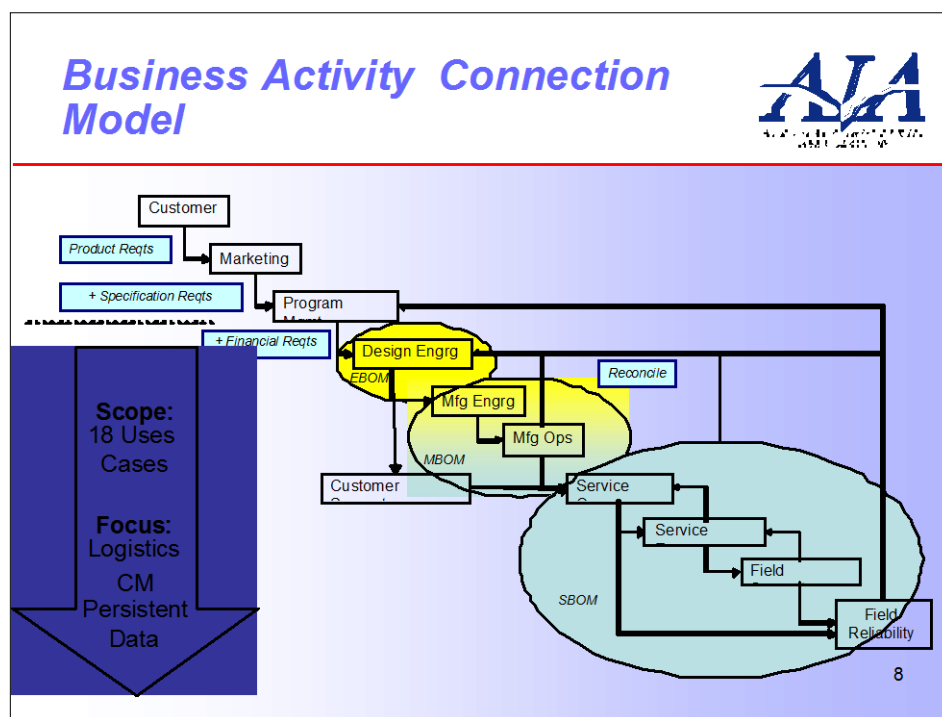 Business Activity Connection
Model
AIA
Customer
Product Reqts
Marketing
+ Specification Reqts
Program
+ Financial Reqts
Design Engrg
EBOM
Reconcile
Mfg Engrg
Mfg Ops
MBOM
Scope:
18 Uses
Cases
Customer
Service
Focus:
Logistics
CM
Persistent
Data
Service
Field
SBOM
Field
Reliability
8